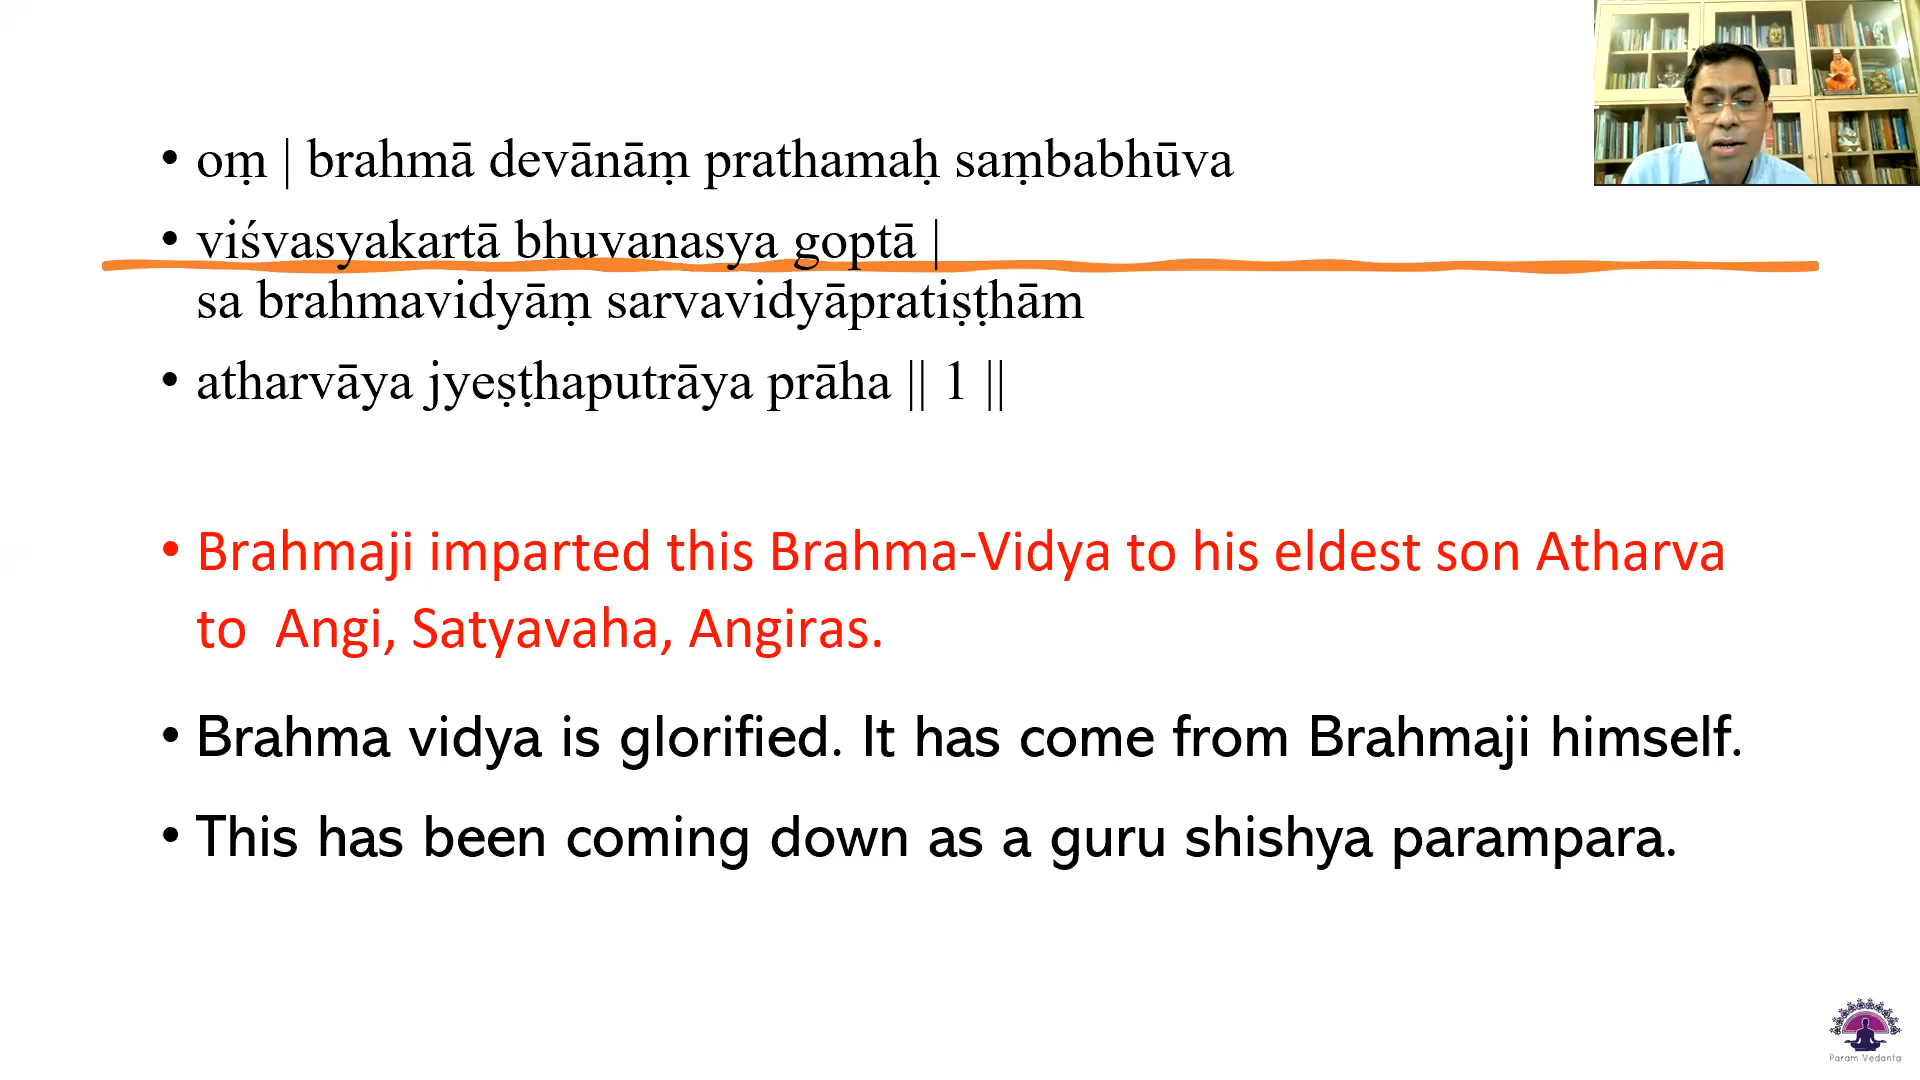 • oṃ | brahmā devānāṃ prathamaḥ saṃbabhūva
• viśvasyakartā bhuvanasya goptā |
sa brahmavidyāṃ sarvavidyāpratiṣṭhām
• atharvāya jyeṣṭhaputrāya prāha || 1 ||
• Brahmaji imparted this Brahma-Vidya to his eldest son Atharva
to  Angi, Satyavaha, Angiras.
• Brahma vidya is glorified. It has come from Brahmaji himself.
• This has been coming down as a guru shishya parampara.
Param Vedanta